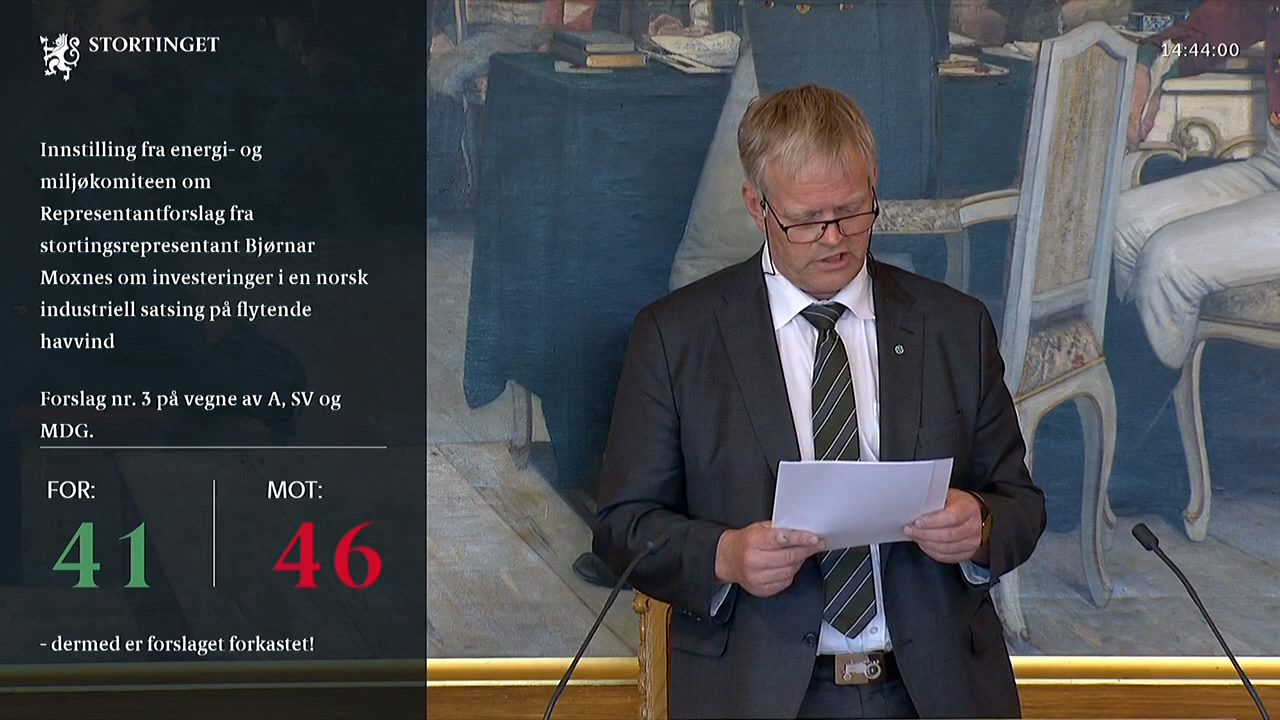 STORTINGET
14:44:00
Innstilling fra energi- og
miljøkomiteen om
Representantforslag fra
stortingsrepresentant Bjørnar
Moxnes om investeringer i en norsk
industriell satsing på flytende
havvind
Forslag nr. 3 på vegne av A, SV og
MDG.
FOR: MOT:
41 46
- dermed er forslaget forkastet!